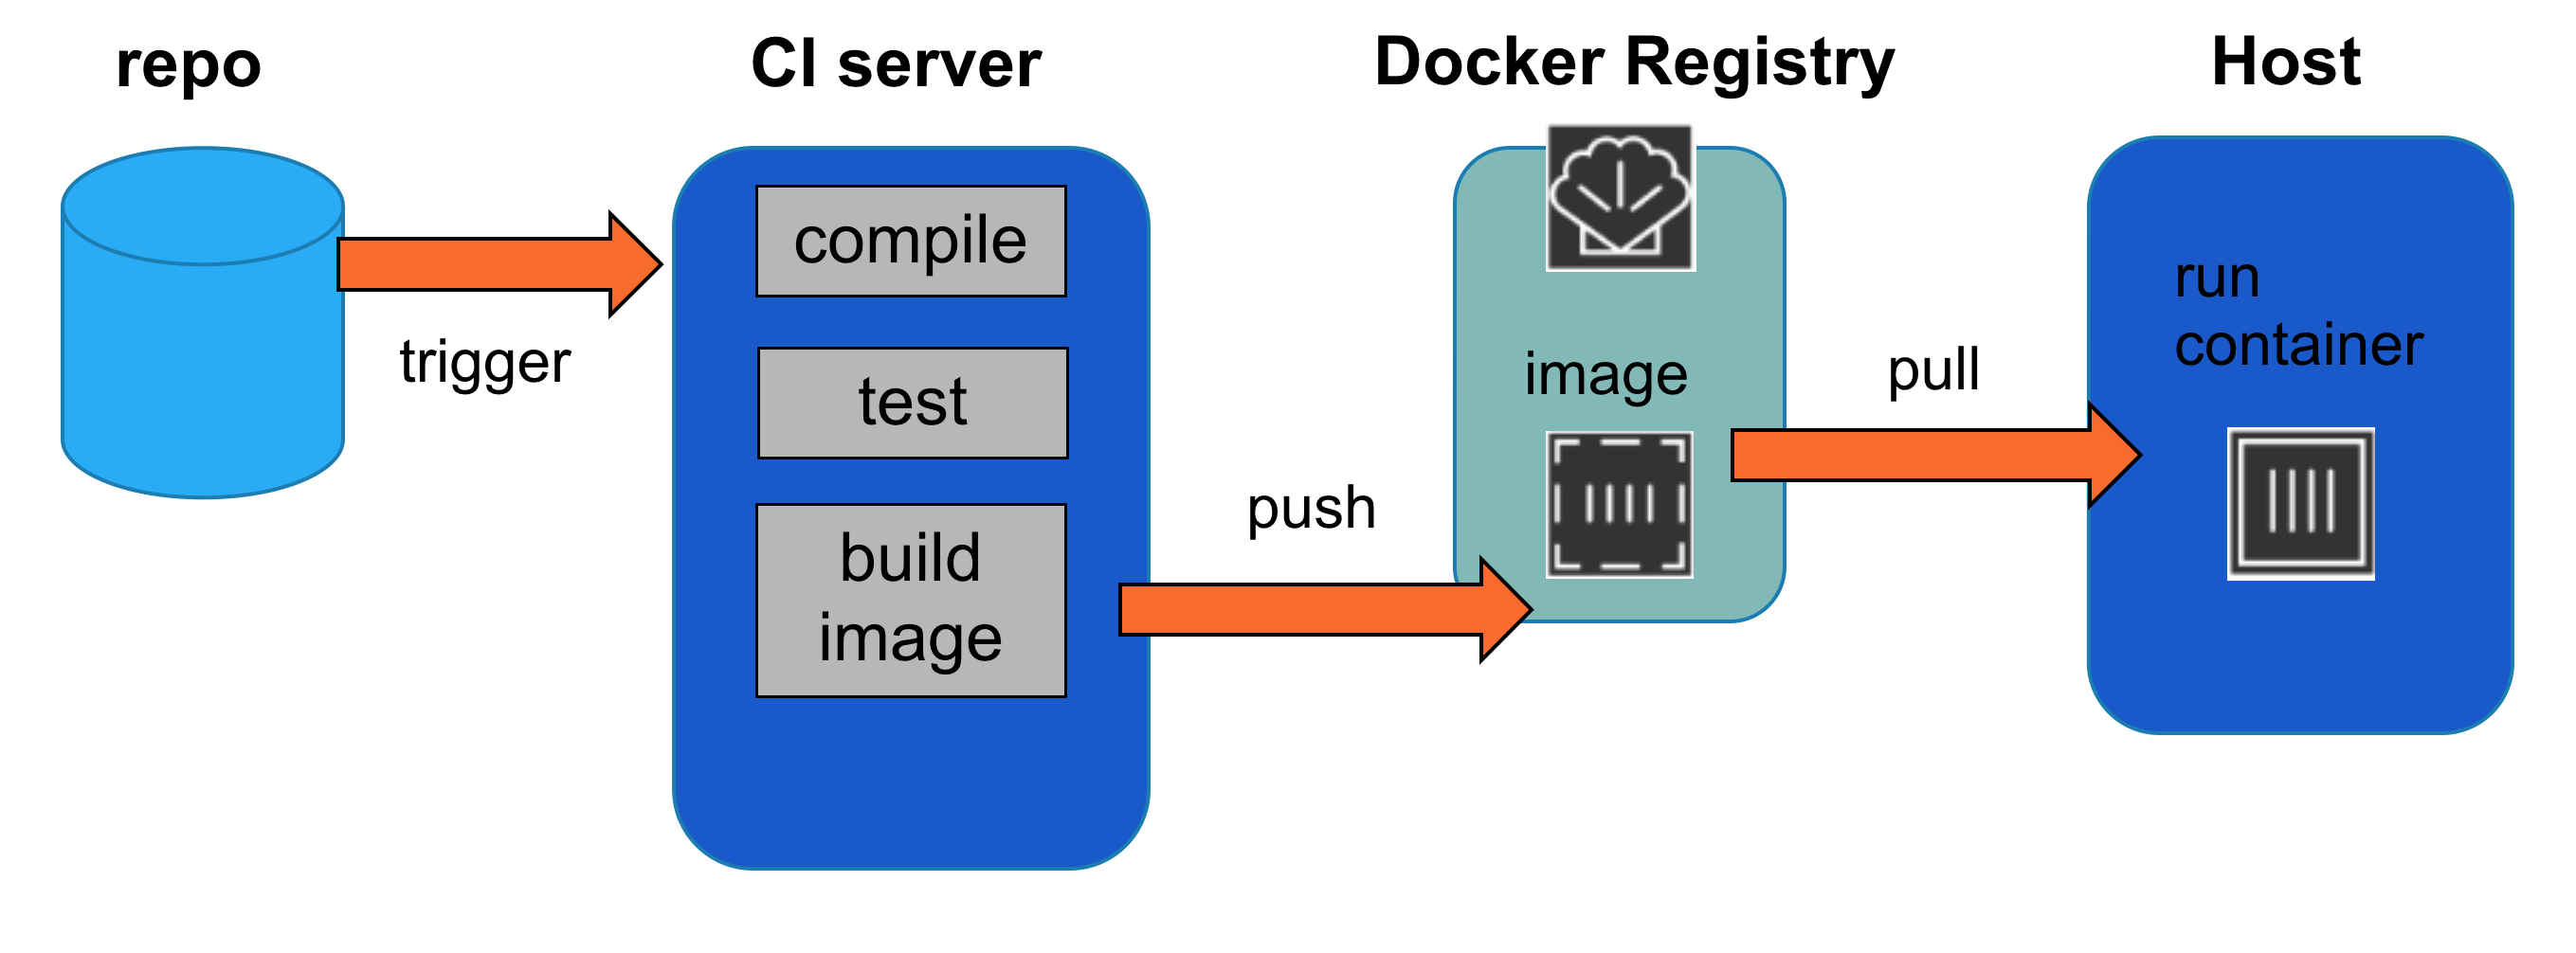 repo
CI server
Docker Registry
Host
compile
test
build
image
trigger
push
image
pull
run
container